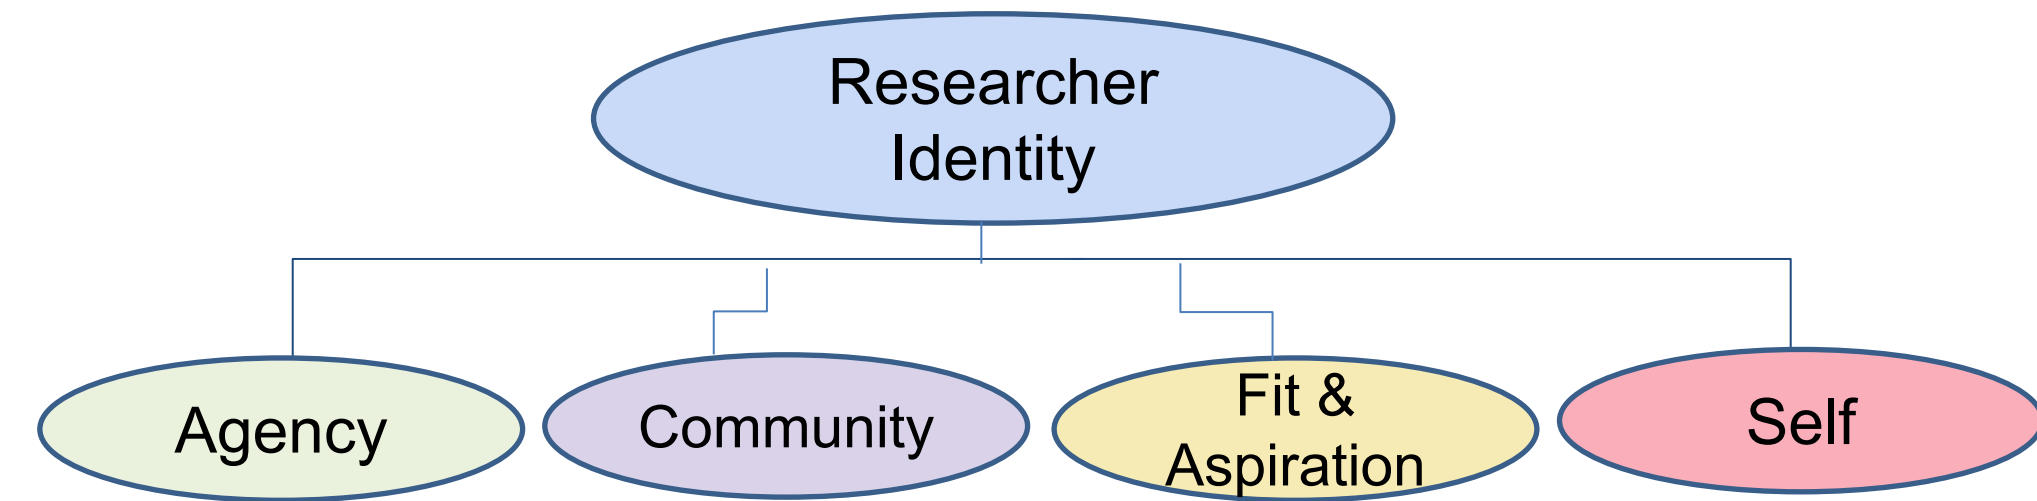 Researcher
Identity
Agency
Community
Fit &
Aspiration
Self